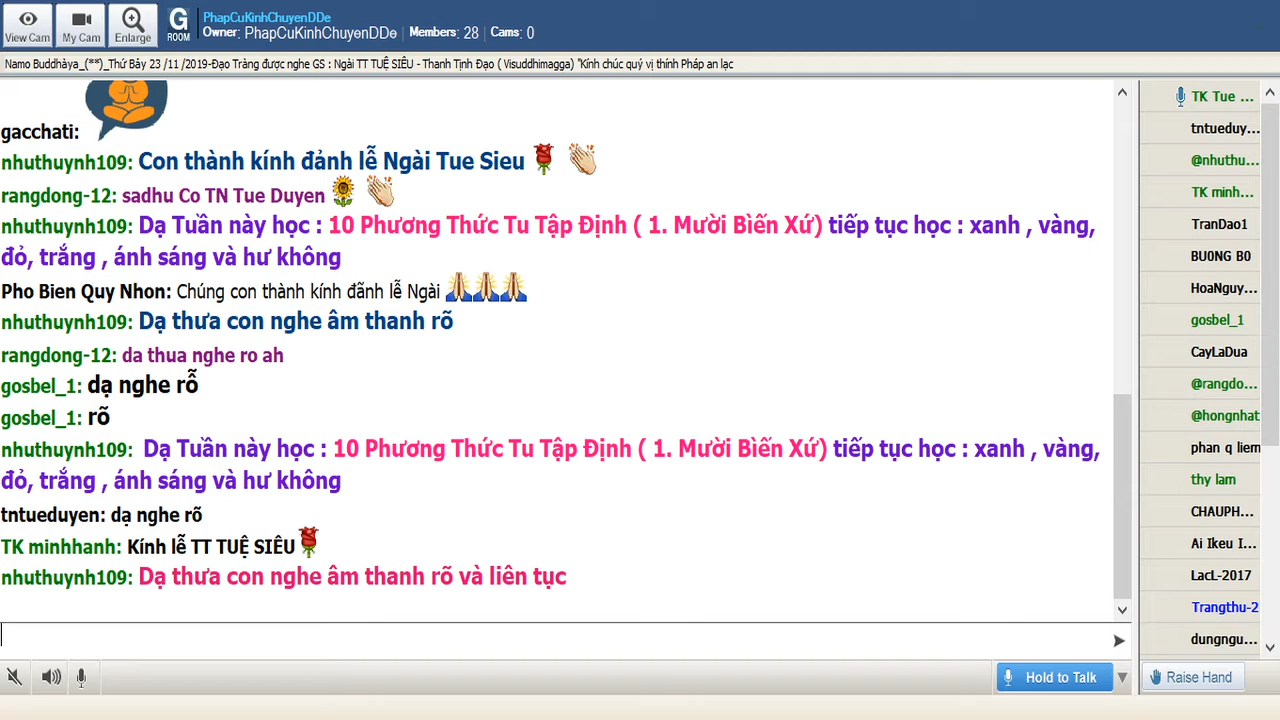 View Cam
My Cam
Enlarge
G
ROOM
PhapCuKinhChuyenDDe
Owner: PhapCuKinhChuyenDDe | Members: 28 | Cams: 0
Namo Buddhàya_(**)_Thứ Bảy 23 /11 /2019-Đạo Tràng được nghe GS : Ngài TT TUỆ SIÊU - Thanh Tịnh Đạo ( Visuddhimagga) "Kính chúc quý vị thính Pháp an lạc
gacchati:
nhuthuynh109: Con thành kính đảnh lễ Ngài Tue Sieu
rangdong-12: sadhu Co TN Tue Duyen
nhuthuynh109: Dạ Tuần này học : 10 Phương Thức Tu Tập Định ( 1. Mười Bìến Xứ) tiếp tục học : xanh , vàng,
đỏ, trắng , ánh sáng và hư không
Pho Bien Quy Nhon: Chúng con thành kính đãnh lễ Ngài
nhuthuynh109: Dạ thưa con nghe âm thanh rõ
rangdong-12: da thua nghe ro ah
gosbel_1: dạ nghe rỗ
gosbel_1: rõ
nhuthuynh109: Dạ Tuần này học : 10 Phương Thức Tu Tập Định ( 1. Mười Bìến Xứ) tiếp tục học : xanh , vàng,
đỏ, trắng , ánh sáng và hư không
tntueduyen: dạ nghe rõ
TK minhhanh: Kính lễ TT TUỆ SIÊU
nhuthuynh109: Dạ thưa con nghe âm thanh rõ và liên tục
Hold to Talk
TK Tue ...
tntueduy...
@nhuthu...
TK minh...
TranDao1
BU0NG B0
HoaNguy...
gosbel_1
CayLaDua
@rangdo...
@hongnhat
phan q liem
thy lam
CHAUPH...
Ai Ikeu I...
LacL-2017
Trangthu-2
dungngu...
Raise Hand